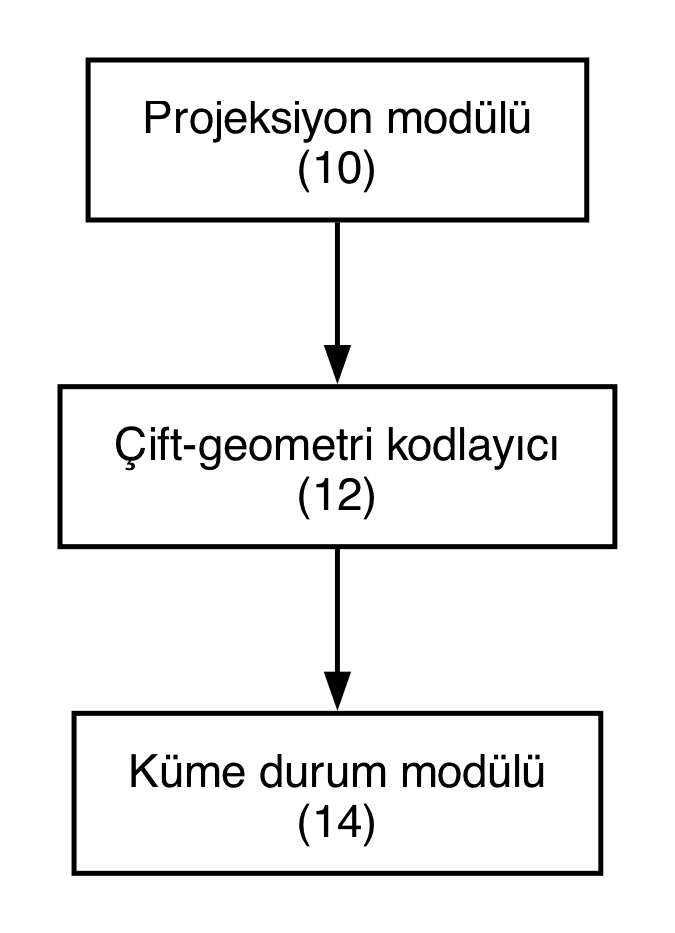 Projeksiyon modülü
(10)
Çift-geometri kodlayıcı
(12)
Küme durum modülü
(14)